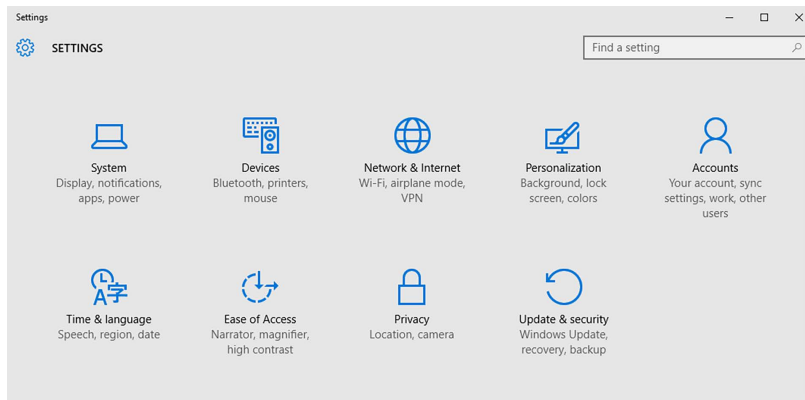 Settings
SETTINGS
Find a setting
System
Display, notifications,
apps, power
Devices
Bluetooth, printers,
mouse
Network & Internet
Wi-Fi, airplane mode,
VPN
Personalization
Background, lock
screen, colors
Accounts
Your account, sync
settings, work, other
users
Time & language
Speech, region, date
Ease of Access
Narrator, magnifier,
high contrast
Privacy
Location, camera
Update & security
Windows Update,
recovery, backup